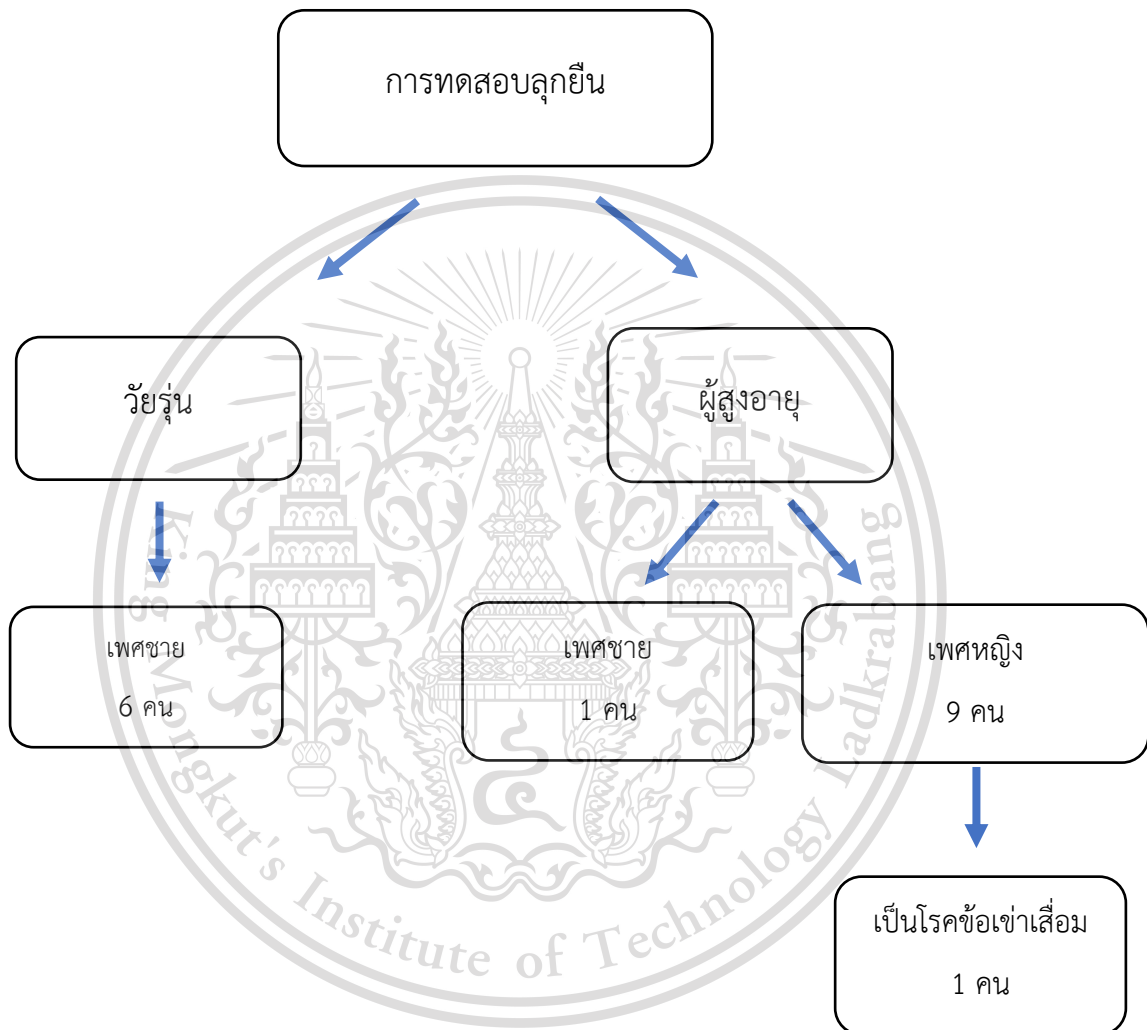 การทดสอบลุกยืน
วัยรุ่น
ผู้สูงอายุ
เพศชาย
6 คน
เพศชาย
1 คน
เพศหญิง
9 คน
เป็นโรคข้อเข่าเสื่อม
1 คน
King Mongkut's Institute of Technology Ladkrabang